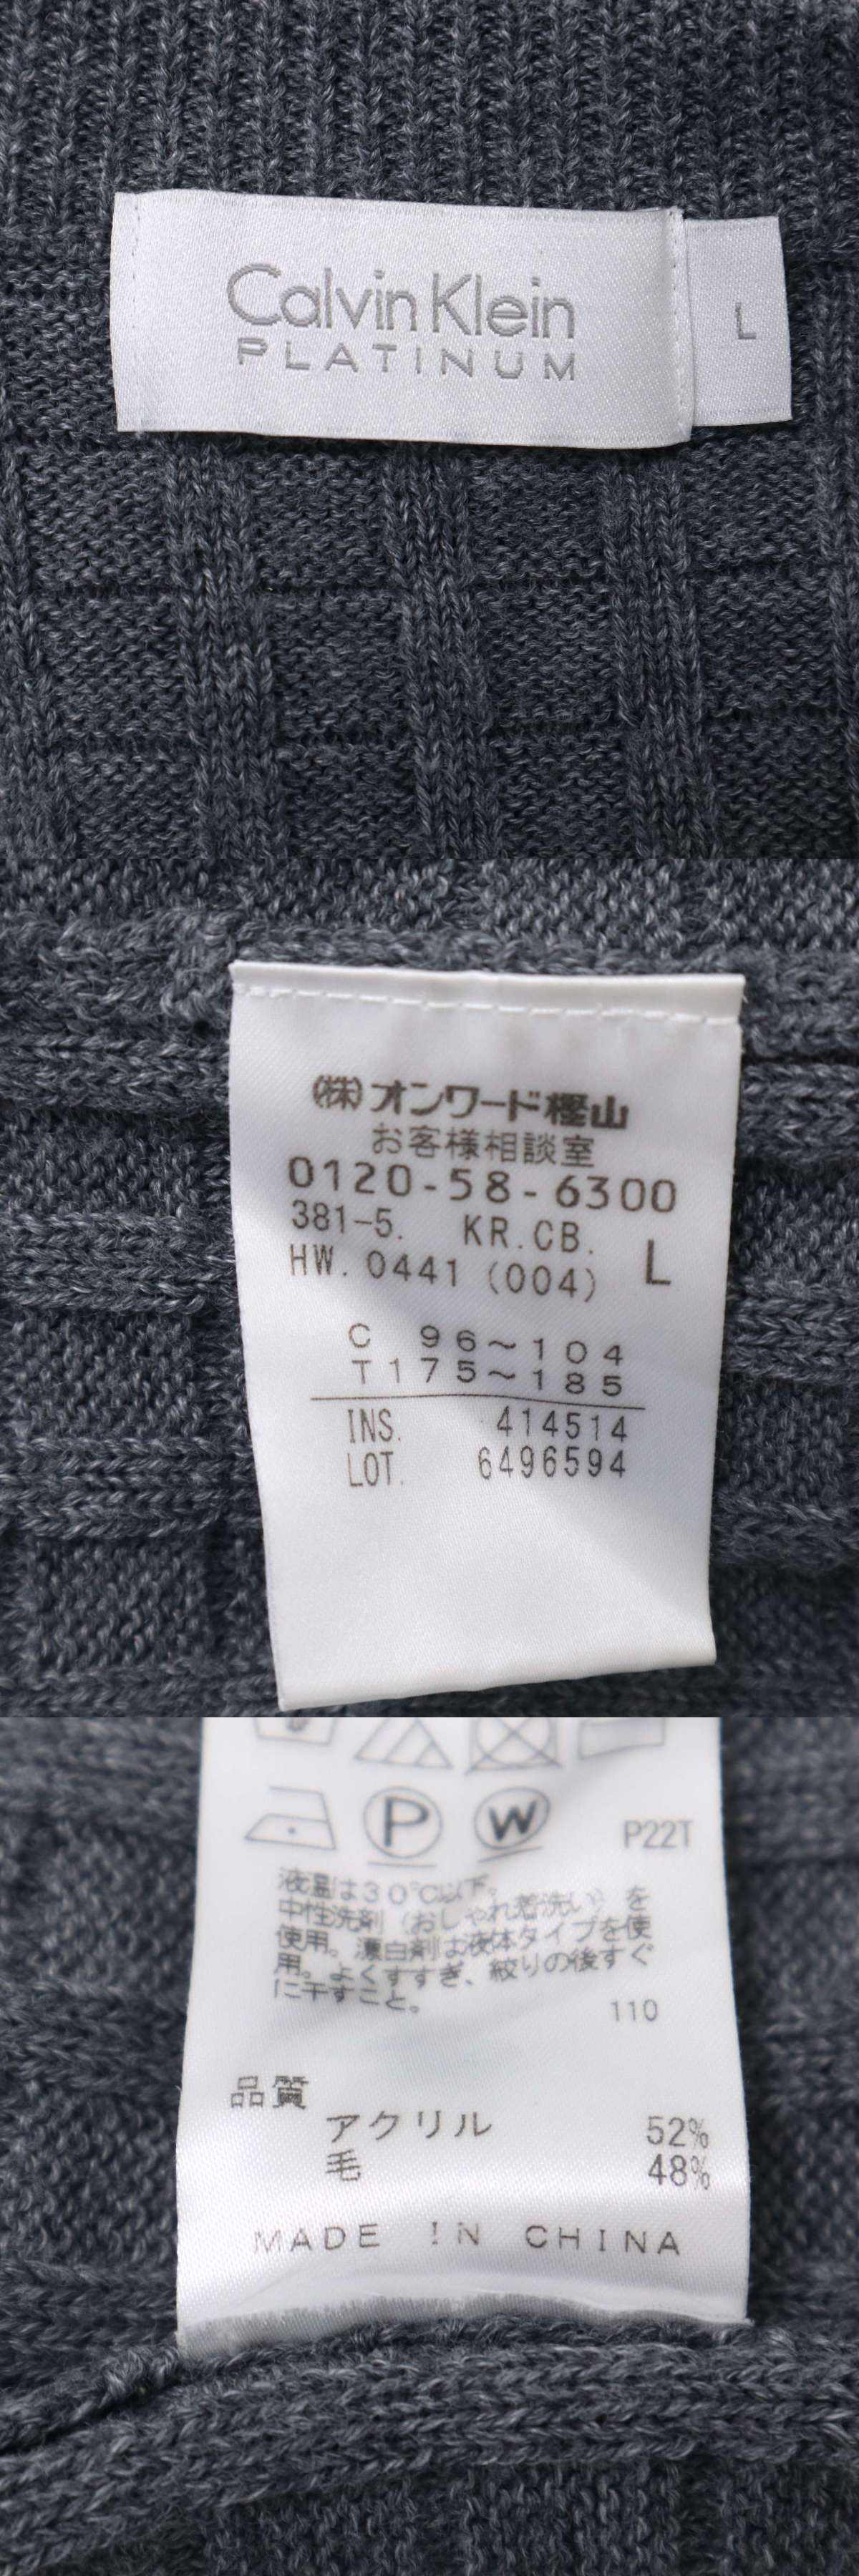 Calvin Klein
PLATINUM
L
(株)オンワード樫山
お客様相談室
0120-58-6300
381-5. KR.CB.
HW.0441 (004) L
C 96~104
T175~185
INS. 414514
LOT. 6496594
P W P22T
液温は30℃以下。
中性洗剤(おしゃれ着洗い)を
使用。漂白剤は液体タイプを使
用。よくすすぎ、絞りの後すぐ
に干すこと。
110
品質
アクリル 52%
毛 48%
MADE IN CHINA